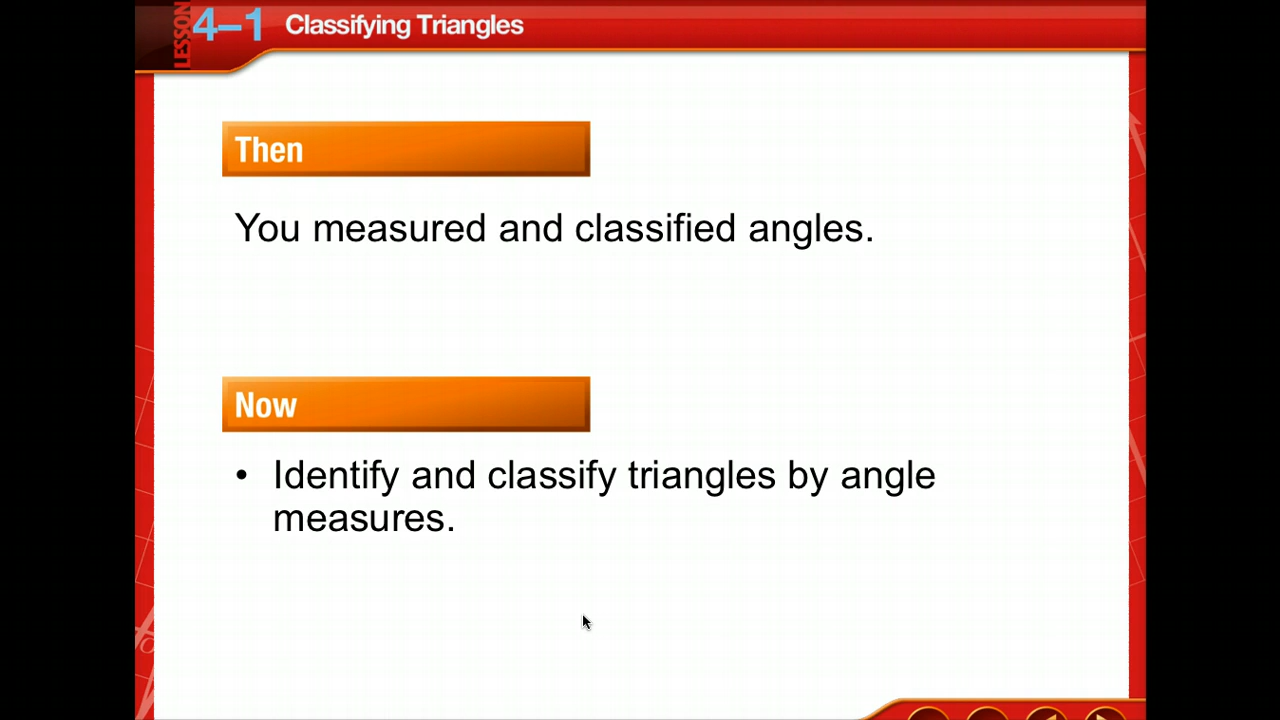 LESSON 4–1 Classifying Triangles
Then
You measured and classified angles.
Now
• Identify and classify triangles by angle
measures.